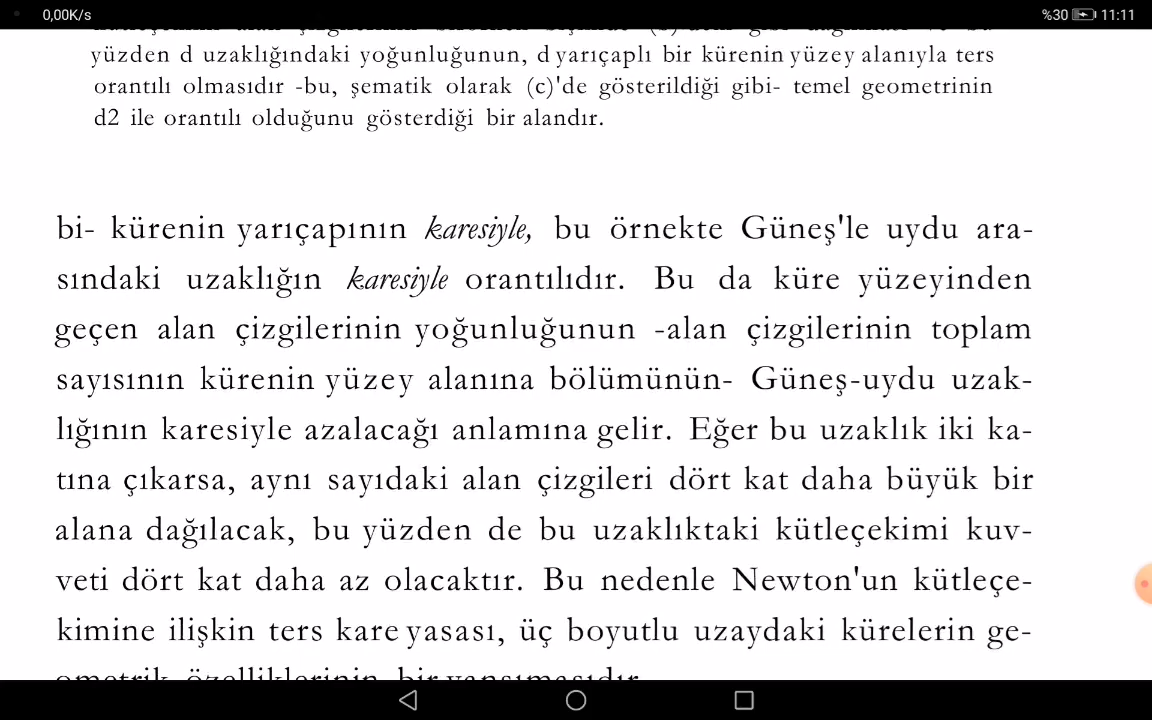 0,00K/s %30 11:11
yüzden d uzaklığındaki yoğunluğunun, d yarıçaplı bir kürenin yüzey alanıyla ters
orantılı olmasıdır -bu, şematik olarak (c)'de gösterildiği gibi- temel geometrinin
d2 ile orantılı olduğunu gösterdiği bir alandır.
bi- kürenin yarıçapının karesiyle, bu örnekte Güneş'le uydu ara-
sındaki uzaklığın karesiyle orantılıdır. Bu da küre yüzeyinden
geçen alan çizgilerinin yoğunluğunun -alan çizgilerinin toplam
sayısının kürenin yüzey alanına bölümünün- Güneş-uydu uzak-
lığının karesiyle azalacağı anlamına gelir. Eğer bu uzaklık iki ka-
tına çıkarsa, aynı sayıdaki alan çizgileri dört kat daha büyük bir
alana dağılacak, bu yüzden de bu uzaklıktaki kütleçekimi kuv-
veti dört kat daha az olacaktır. Bu nedenle Newton'un kütleçe-
kimine ilişkin ters kare yasası, üç boyutlu uzaydaki kürelerin ge-
ometrik özelliklerinin bir yansımasıdır.